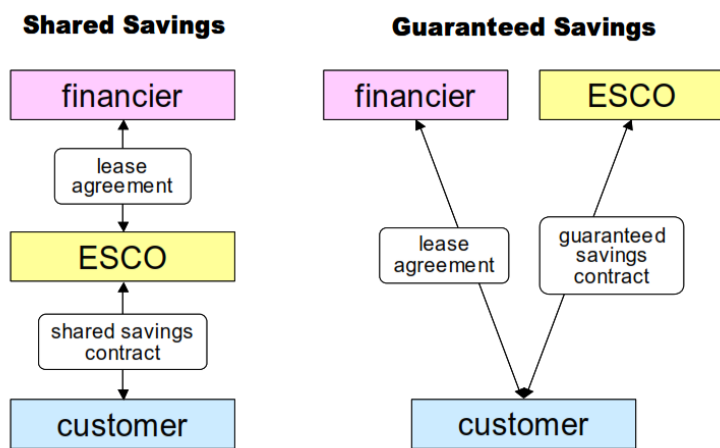 Shared Savings
financier
lease
agreement
ESCO
shared savings
contract
customer
Guaranteed Savings
financier
ESCO
lease
agreement
guaranteed
savings
contract
customer